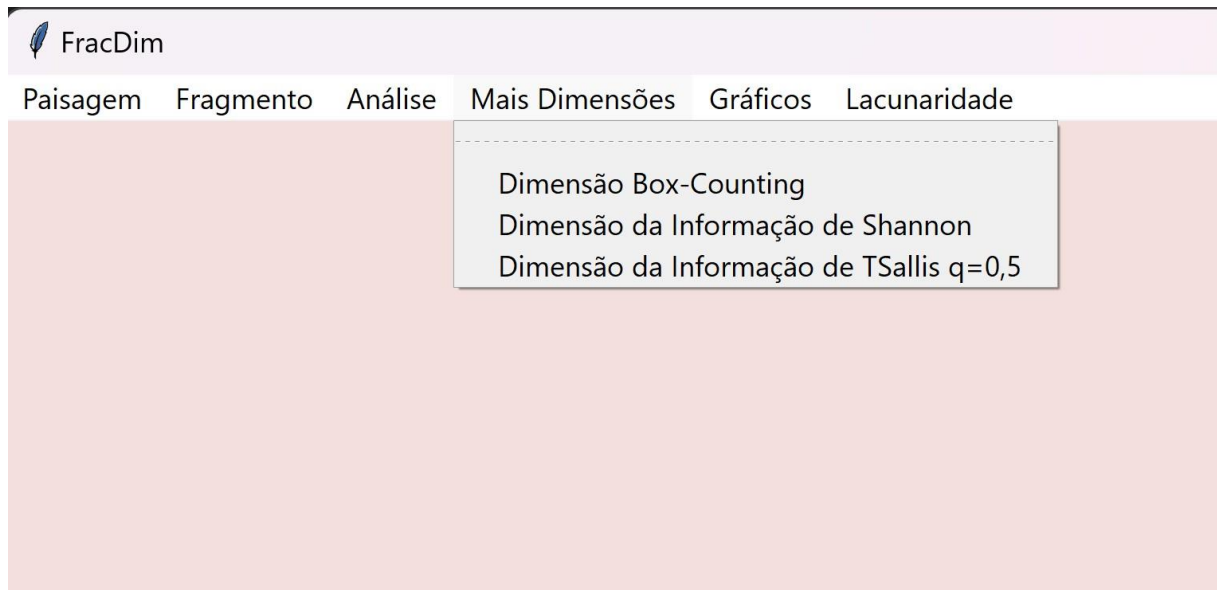 FracDim
Paisagem Fragmento Análise Mais Dimensões Gráficos Lacunaridade
Dimensão Box-Counting
Dimensão da Informação de Shannon
Dimensão da Informação de TSallis q=0,5